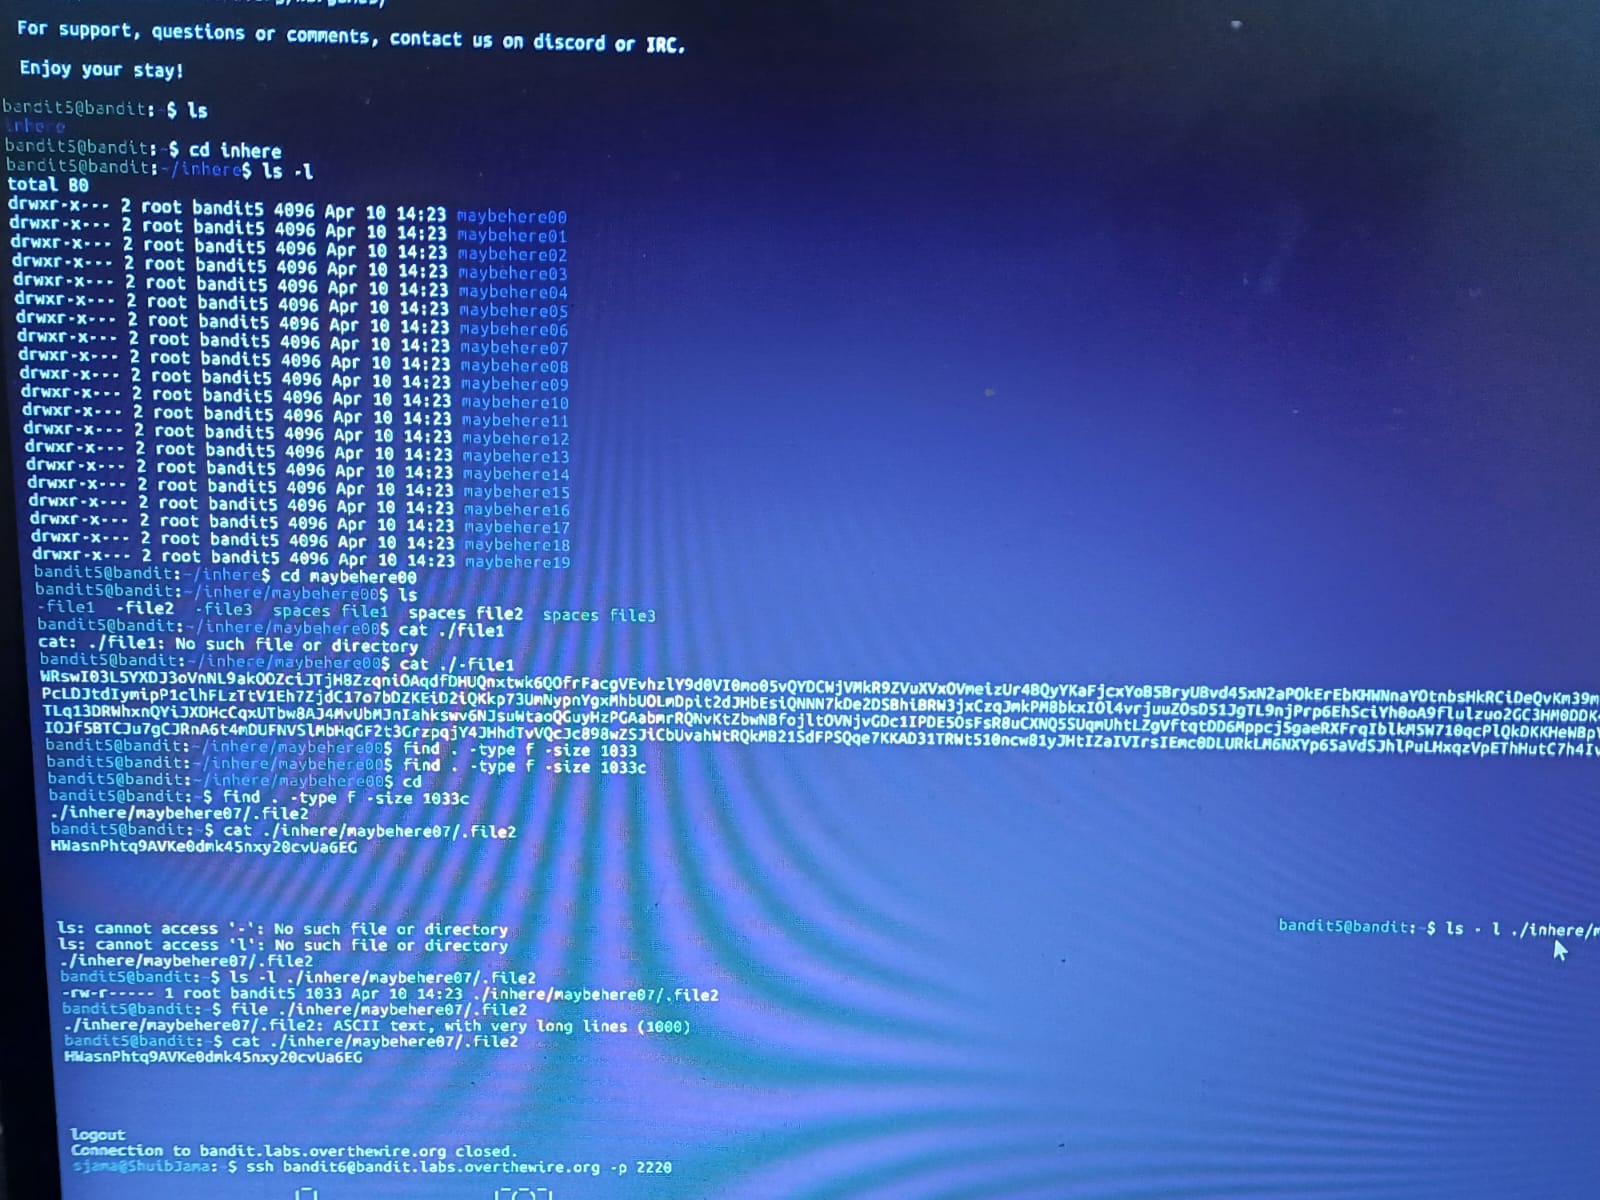 For support, questions or comments, contact us on discord or IRC.
Enjoy your stay!
bandit5@bandit:~$ ls
inhere
bandit5@bandit:~$ cd inhere
bandit5@bandit:~/inhere$ ls -l
total 80
drwxr-x--- 2 root bandit5 4096 Apr 10 14:23 maybehere00
drwxr-x--- 2 root bandit5 4096 Apr 10 14:23 maybehere01
drwxr-x--- 2 root bandit5 4096 Apr 10 14:23 maybehere02
drwxr-x--- 2 root bandit5 4096 Apr 10 14:23 maybehere03
drwxr-x--- 2 root bandit5 4096 Apr 10 14:23 maybehere04
drwxr-x--- 2 root bandit5 4096 Apr 10 14:23 maybehere05
drwxr-x--- 2 root bandit5 4096 Apr 10 14:23 maybehere06
drwxr-x--- 2 root bandit5 4096 Apr 10 14:23 maybehere07
drwxr-x--- 2 root bandit5 4096 Apr 10 14:23 maybehere08
drwxr-x--- 2 root bandit5 4096 Apr 10 14:23 maybehere09
drwxr-x--- 2 root bandit5 4096 Apr 10 14:23 maybehere10
drwxr-x--- 2 root bandit5 4096 Apr 10 14:23 maybehere11
drwxr-x--- 2 root bandit5 4096 Apr 10 14:23 maybehere12
drwxr-x--- 2 root bandit5 4096 Apr 10 14:23 maybehere13
drwxr-x--- 2 root bandit5 4096 Apr 10 14:23 maybehere14
drwxr-x--- 2 root bandit5 4096 Apr 10 14:23 maybehere15
drwxr-x--- 2 root bandit5 4096 Apr 10 14:23 maybehere16
drwxr-x--- 2 root bandit5 4096 Apr 10 14:23 maybehere17
drwxr-x--- 2 root bandit5 4096 Apr 10 14:23 maybehere18
drwxr-x--- 2 root bandit5 4096 Apr 10 14:23 maybehere19
bandit5@bandit:~/inhere$ cd maybehere00
bandit5@bandit:~/inhere/maybehere00$ ls
-file1 -file2 -file3 spaces file1 spaces file2 spaces file3
bandit5@bandit:~/inhere/maybehere00$ cat ./file1
cat: ./file1: No such file or directory
bandit5@bandit:~/inhere/maybehere00$ cat ./-file1
bandit5@bandit:~/inhere/maybehere00$ find . -type f -size 1033
bandit5@bandit:~/inhere/maybehere00$ find . -type f -size 1033c
bandit5@bandit:~/inhere/maybehere00$ cd
bandit5@bandit:~$ find . -type f -size 1033c
./inhere/maybehere07/.file2
bandit5@bandit:~$ cat ./inhere/maybehere07/.file2
HWasnPhtq9AVKe0dmk45nxy20cvUa6EG
bandit5@bandit:~$ ls - l ./inhere/m
ls: cannot access '-': No such file or directory
ls: cannot access 'l': No such file or directory
./inhere/maybehere07/.file2
bandit5@bandit:~$ ls -l ./inhere/maybehere07/.file2
-rw-r----- 1 root bandit5 1033 Apr 10 14:23 ./inhere/maybehere07/.file2
bandit5@bandit:~$ file ./inhere/maybehere07/.file2
./inhere/maybehere07/.file2: ASCII text, with very long lines (1000)
bandit5@bandit:~$ cat ./inhere/maybehere07/.file2
HWasnPhtq9AVKe0dmk45nxy20cvUa6EG
logout
Connection to bandit.labs.overthewire.org closed.
sjama@ShuibJama:~$ ssh bandit6@bandit.labs.overthewire.org -p 2220